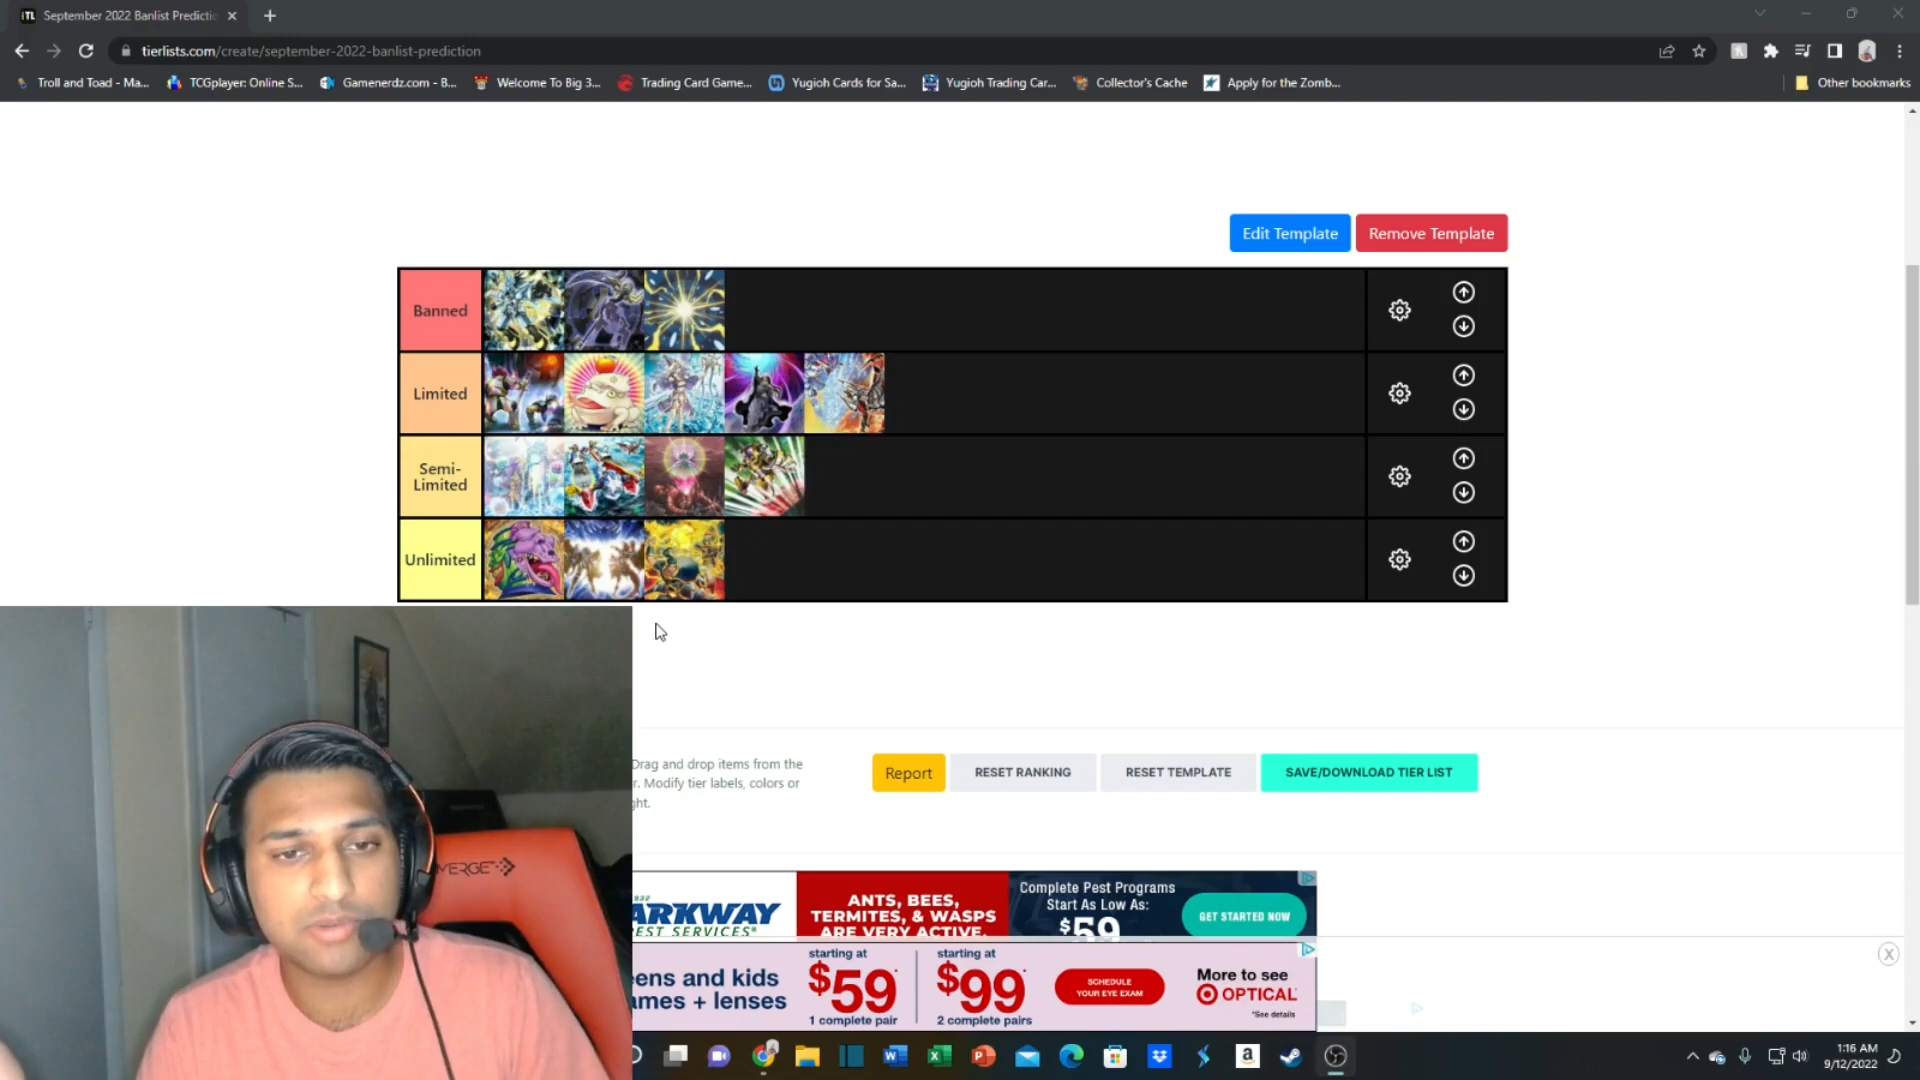 September 2022 Banlist Predictio
tierlists.com/create/september-2022-banlist-prediction
Troll and Toad - Ma...
TCGplayer: Online S...
Gamenerdz.com - B...
Welcome To Big 3...
Trading Card Game...
Yugioh Cards for Sa...
Yugioh Trading Car...
Collector's Cache
Apply for the Zomb...
Other bookmarks
Edit Template
Remove Template
Banned
Limited
Semi-
Limited
Unlimited
Drag and drop items from the
r. Modify tier labels, colors or
ght.
Report
RESET RANKING
RESET TEMPLATE
SAVE/DOWNLOAD TIER LIST
MERGE
932
ARKWAY
EST SERVICES®
ANTS, BEES,
TERMITES, & WASPS
ARE VERY ACTIVE.
Complete Pest Programs
Start As Low As:
$59
GET STARTED NOW
eens and kids
ames + lenses
starting at
$59*
1 complete pair
starting at
$99*
2 complete pairs
SCHEDULE
YOUR EYE EXAM
More to see
OPTICAL
*See details
1:16 AM
9/12/2022